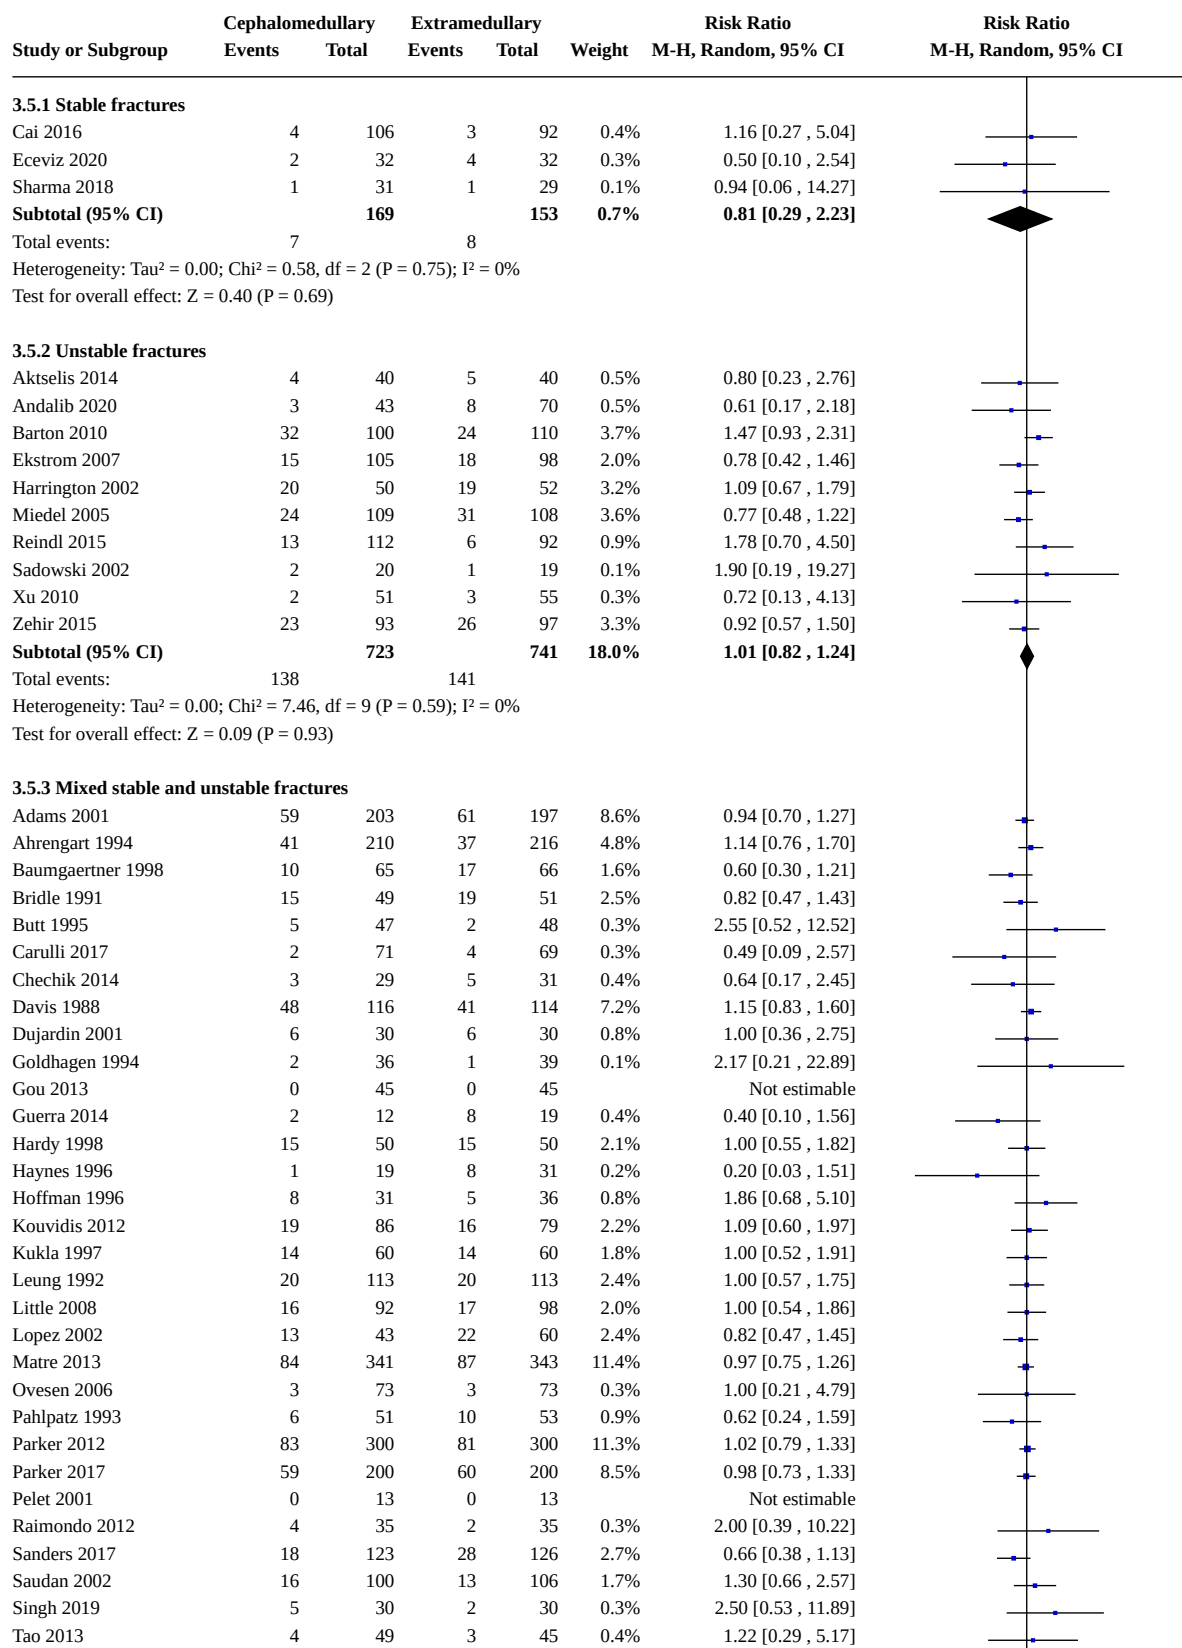 Cephalomedullary Extramedullary Risk Ratio Risk Ratio
Study or Subgroup Events Total Events Total Weight M-H, Random, 95% CI M-H, Random, 95% CI
3.5.1 Stable fractures
Cai 2016 4 106 3 92 0.4% 1.16 [0.27 , 5.04]
Eceviz 2020 2 32 4 32 0.3% 0.50 [0.10 , 2.54]
Sharma 2018 1 31 1 29 0.1% 0.94 [0.06 , 14.27]
Subtotal (95% CI) 169 153 0.7% 0.81 [0.29 , 2.23]
Total events: 7 8
Heterogeneity: Tau² = 0.00; Chi² = 0.58, df = 2 (P = 0.75); I² = 0%
Test for overall effect: Z = 0.40 (P = 0.69)
3.5.2 Unstable fractures
Aktselis 2014 4 40 5 40 0.5% 0.80 [0.23 , 2.76]
Andalib 2020 3 43 8 70 0.5% 0.61 [0.17 , 2.18]
Barton 2010 32 100 24 110 3.7% 1.47 [0.93 , 2.31]
Ekstrom 2007 15 105 18 98 2.0% 0.78 [0.42 , 1.46]
Harrington 2002 20 50 19 52 3.2% 1.09 [0.67 , 1.79]
Miedel 2005 24 109 31 108 3.6% 0.77 [0.48 , 1.22]
Reindl 2015 13 112 6 92 0.9% 1.78 [0.70 , 4.50]
Sadowski 2002 2 20 1 19 0.1% 1.90 [0.19 , 19.27]
Xu 2010 2 51 3 55 0.3% 0.72 [0.13 , 4.13]
Zehir 2015 23 93 26 97 3.3% 0.92 [0.57 , 1.50]
Subtotal (95% CI) 723 741 18.0% 1.01 [0.82 , 1.24]
Total events: 138 141
Heterogeneity: Tau² = 0.00; Chi² = 7.46, df = 9 (P = 0.59); I² = 0%
Test for overall effect: Z = 0.09 (P = 0.93)
3.5.3 Mixed stable and unstable fractures
Adams 2001 59 203 61 197 8.6% 0.94 [0.70 , 1.27]
Ahrengart 1994 41 210 37 216 4.8% 1.14 [0.76 , 1.70]
Baumgaertner 1998 10 65 17 66 1.6% 0.60 [0.30 , 1.21]
Bridle 1991 15 49 19 51 2.5% 0.82 [0.47 , 1.43]
Butt 1995 5 47 2 48 0.3% 2.55 [0.52 , 12.52]
Carulli 2017 2 71 4 69 0.3% 0.49 [0.09 , 2.57]
Chechik 2014 3 29 5 31 0.4% 0.64 [0.17 , 2.45]
Davis 1988 48 116 41 114 7.2% 1.15 [0.83 , 1.60]
Dujardin 2001 6 30 6 30 0.8% 1.00 [0.36 , 2.75]
Goldhagen 1994 2 36 1 39 0.1% 2.17 [0.21 , 22.89]
Gou 2013 0 45 0 45 Not estimable
Guerra 2014 2 12 8 19 0.4% 0.40 [0.10 , 1.56]
Hardy 1998 15 50 15 50 2.1% 1.00 [0.55 , 1.82]
Haynes 1996 1 19 8 31 0.2% 0.20 [0.03 , 1.51]
Hoffman 1996 8 31 5 36 0.8% 1.86 [0.68 , 5.10]
Kouvidis 2012 19 86 16 79 2.2% 1.09 [0.60 , 1.97]
Kukla 1997 14 60 14 60 1.8% 1.00 [0.52 , 1.91]
Leung 1992 20 113 20 113 2.4% 1.00 [0.57 , 1.75]
Little 2008 16 92 17 98 2.0% 1.00 [0.54 , 1.86]
Lopez 2002 13 43 22 60 2.4% 0.82 [0.47 , 1.45]
Matre 2013 84 341 87 343 11.4% 0.97 [0.75 , 1.26]
Ovesen 2006 3 73 3 73 0.3% 1.00 [0.21 , 4.79]
Pahlpatz 1993 6 51 10 53 0.9% 0.62 [0.24 , 1.59]
Parker 2012 83 300 81 300 11.3% 1.02 [0.79 , 1.33]
Parker 2017 59 200 60 200 8.5% 0.98 [0.73 , 1.33]
Pelet 2001 0 13 0 13 Not estimable
Raimondo 2012 4 35 2 35 0.3% 2.00 [0.39 , 10.22]
Sanders 2017 18 123 28 126 2.7% 0.66 [0.38 , 1.13]
Saudan 2002 16 100 13 106 1.7% 1.30 [0.66 , 2.57]
Singh 2019 5 30 2 30 0.3% 2.50 [0.53 , 11.89]
Tao 2013 4 49 3 45 0.4% 1.22 [0.29 , 5.17]